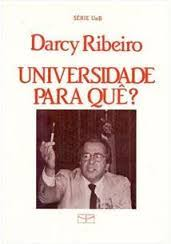 SÉRIE UnB
Darcy Ribeiro
UNIVERSIDADE
PARA QUÊ?